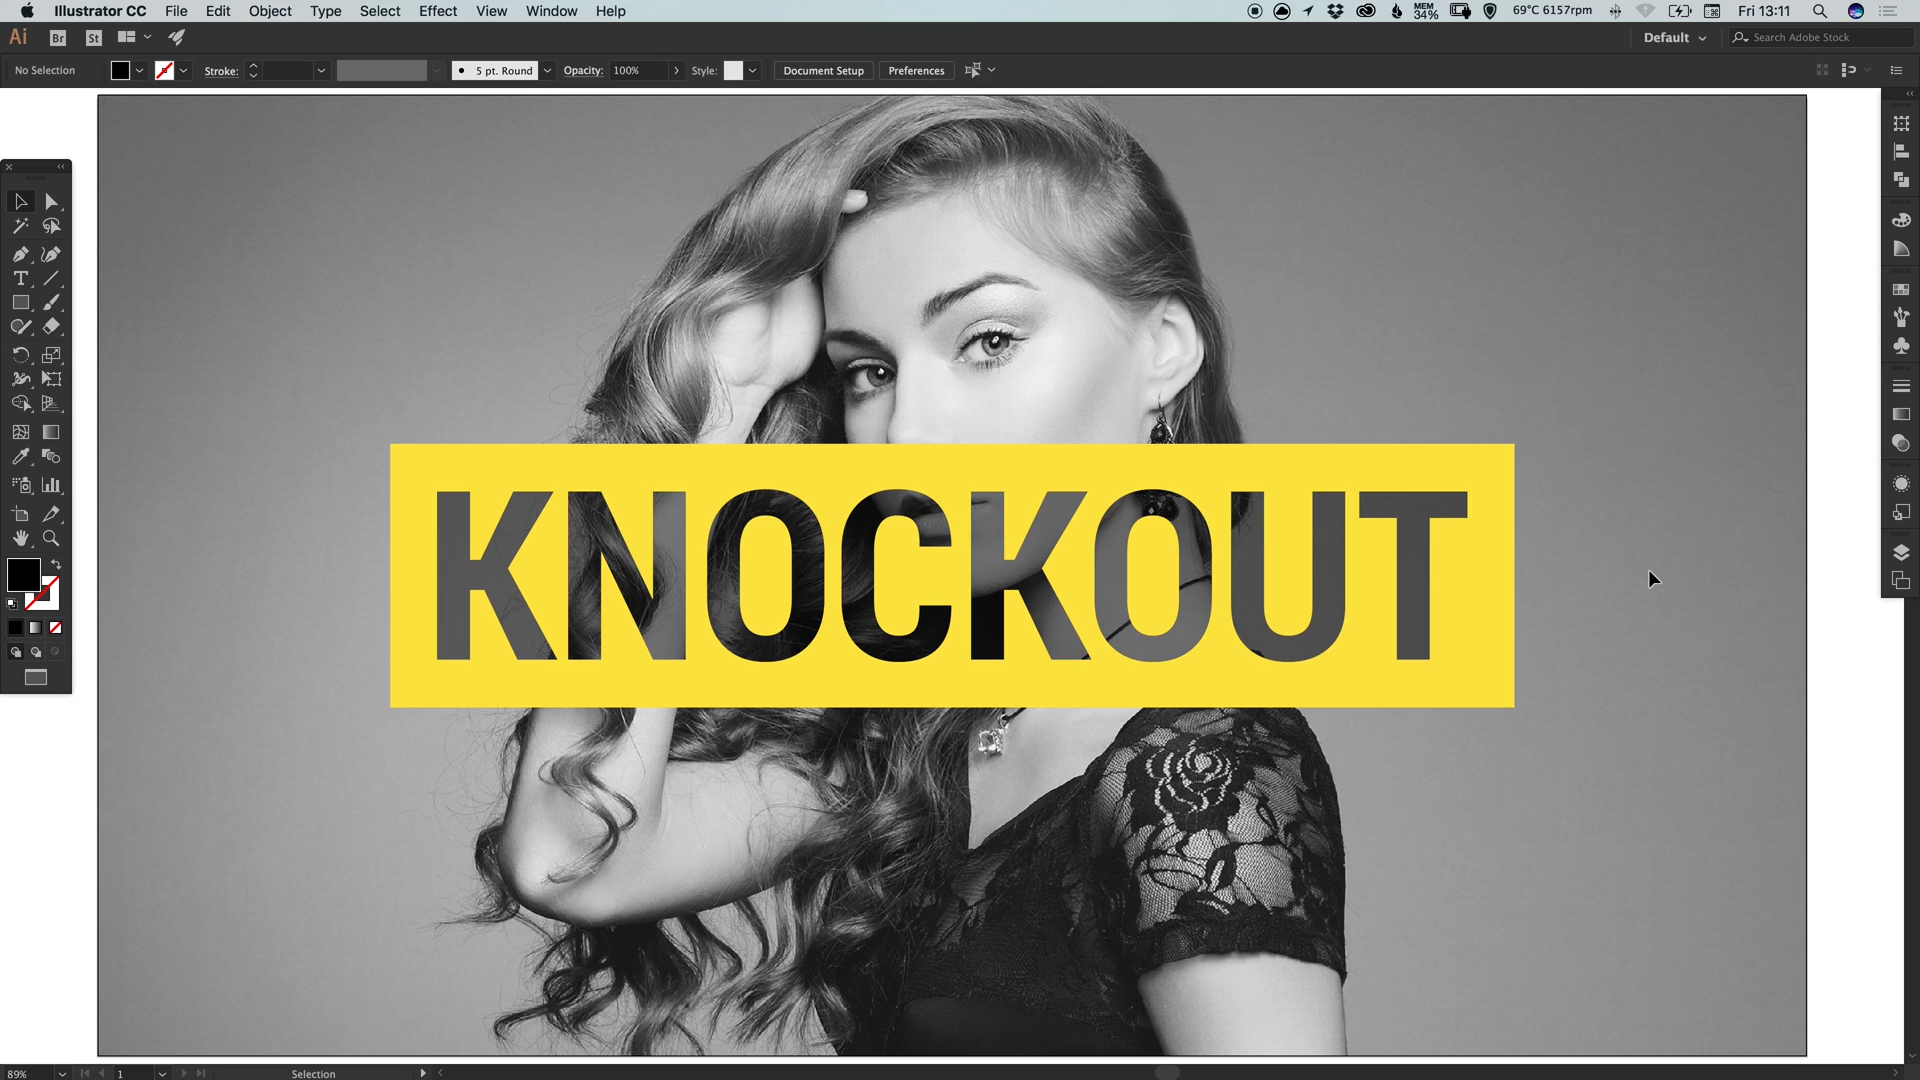 Illustrator CC File Edit Object Type Select Effect View Window Help MEM 34% 69°C 6157rpm Fri 13:11
Ai Br St Default Search Adobe Stock
No Selection Stroke: 5 pt. Round Opacity: 100% Style: Document Setup Preferences
KNOCKOUT
89% 1 Selection